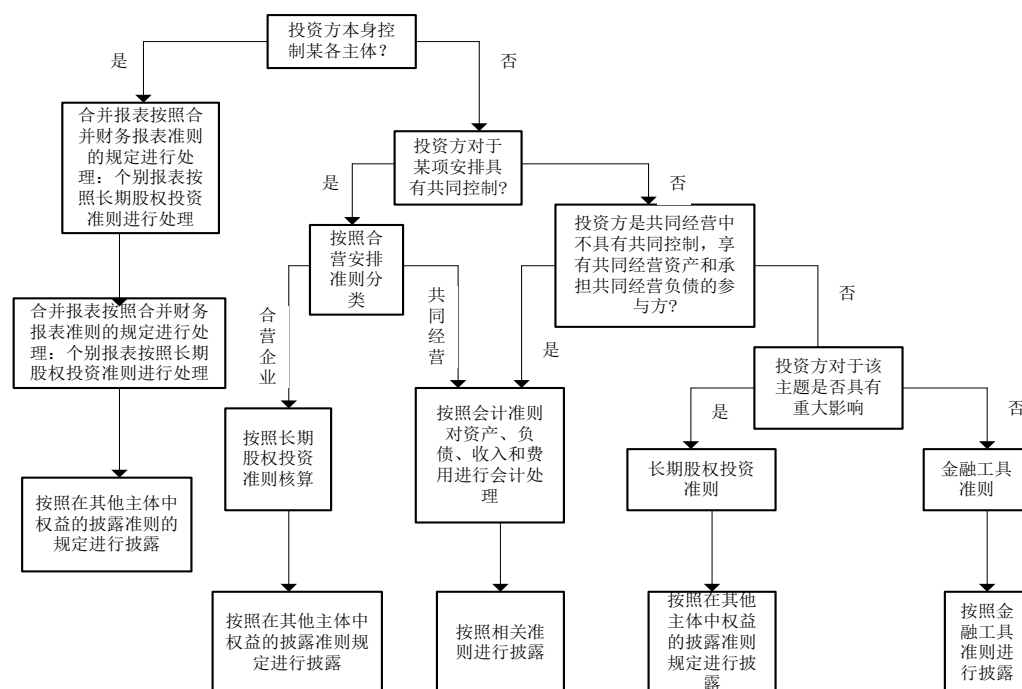 投资方本身控
制某各主体？
是
否
合并报表按照合
并财务报表准则
的规定进行处
理：个别报表按
照长期股权投资
准则进行处理
投资方对于
某项安排具
有共同控制?
是
否
按照合
营安排
准则分
类
投资方是共同经营中
不具有共同控制，享
有共同经营资产和承
担共同经营负债的参
与方?
合并报表按照合并财务
报表准则的规定进行处
理：个别报表按照长期
股权投资准则进行处理
合
营
企
业
共
同
经
营
是
否
投资方对于该
主题是否具有
重大影响
是
否
按照长期
股权投资
准则核算
按照会计准则
对资产、负
债、收入和费
用进行会计处
理
长期股权投资
准则
金融工具
准则
按照在其他主体中
权益的披露准则的
规定进行披露
按照在其他主体中
权益的披露准则规
定进行披露
按照相关准
则进行披露
按照在其他
主体中权益
的披露准则
规定进行披
露
按照金
融工具
准则进
行披露